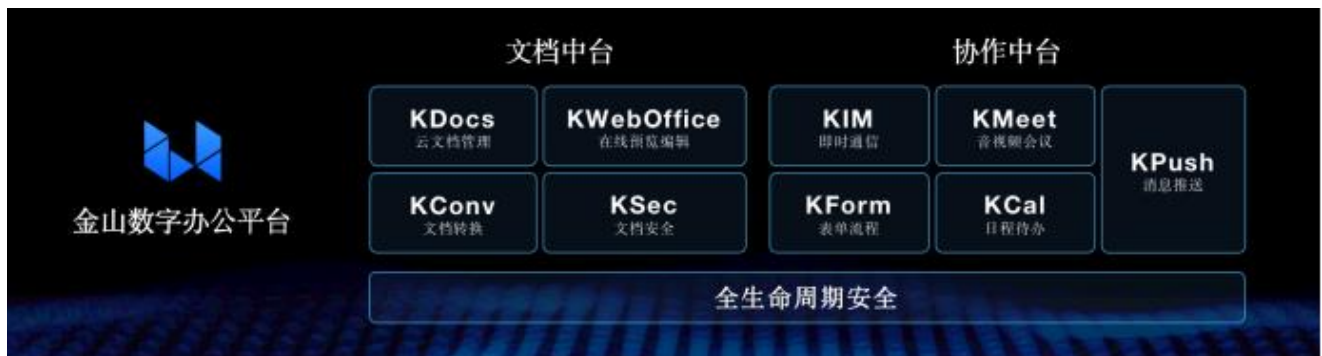 文档中台
协作中台
KDocs
云文档管理
KWebOffice
在线预览编辑
KIM
即时通信
KMeet
音视频会议
KPush
消息推送
KConv
文档转换
KSec
文档安全
KForm
表单流程
KCal
日程待办
金山数字办公平台
全生命周期安全